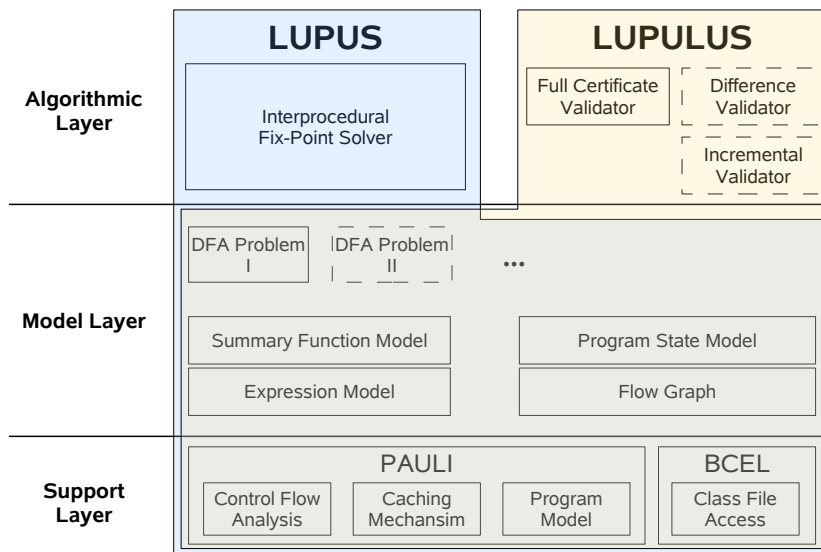 LUPUS
LUPULUS
Algorithmic
Layer
Interprocedural
Fix-Point Solver
Full Certificate
Validator
Difference
Validator
Incremental
Validator
Model Layer
DFA Problem
I
DFA Problem
II
...
Summary Function Model
Program State Model
Expression Model
Flow Graph
Support
Layer
PAULI
BCEL
Control Flow
Analysis
Caching
Mechansim
Program
Model
Class File
Access